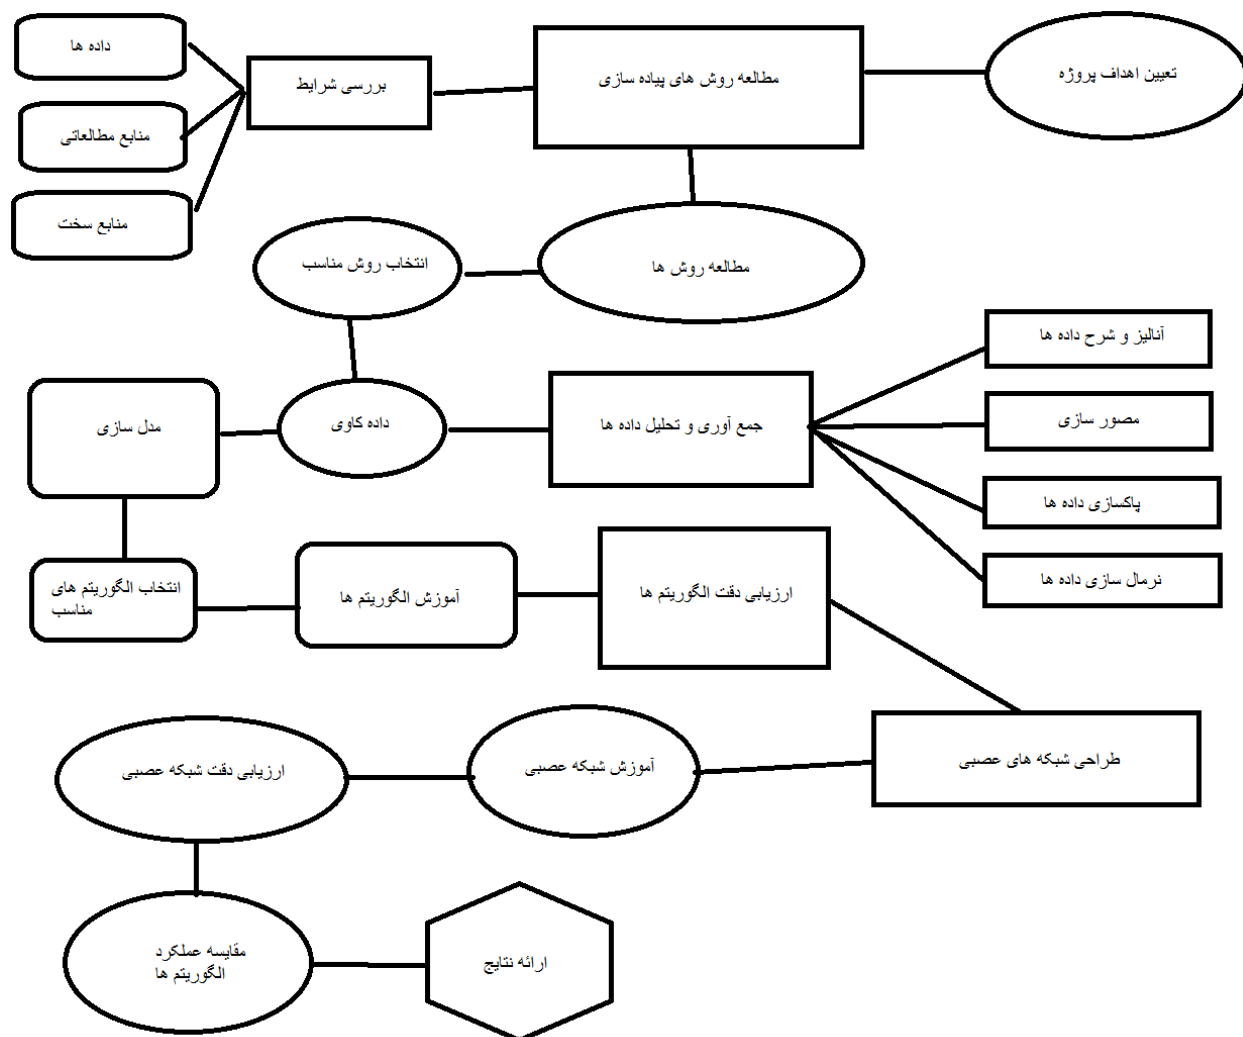 تعیین اهداف پروژه
مطالعه روش های پیاده سازی
بررسی شرایط
داده ها
منابع مطالعاتی
منابع سخت
مطالعه روش ها
انتخاب روش مناسب
داده کاوی
جمع آوری و تحلیل داده ها
آنالیز و شرح داده ها
مصور سازی
پاکسازی داده ها
نرمال سازی داده ها
مدل سازی
انتخاب الگوریتم های
مناسب
آموزش الگوریتم ها
ارزیابی دقت الگوریتم ها
طراحی شبکه های عصبی
آموزش شبکه عصبی
ارزیابی دقت شبکه عصبی
مقایسه عملکرد
الگوریتم ها
ارائه نتایج